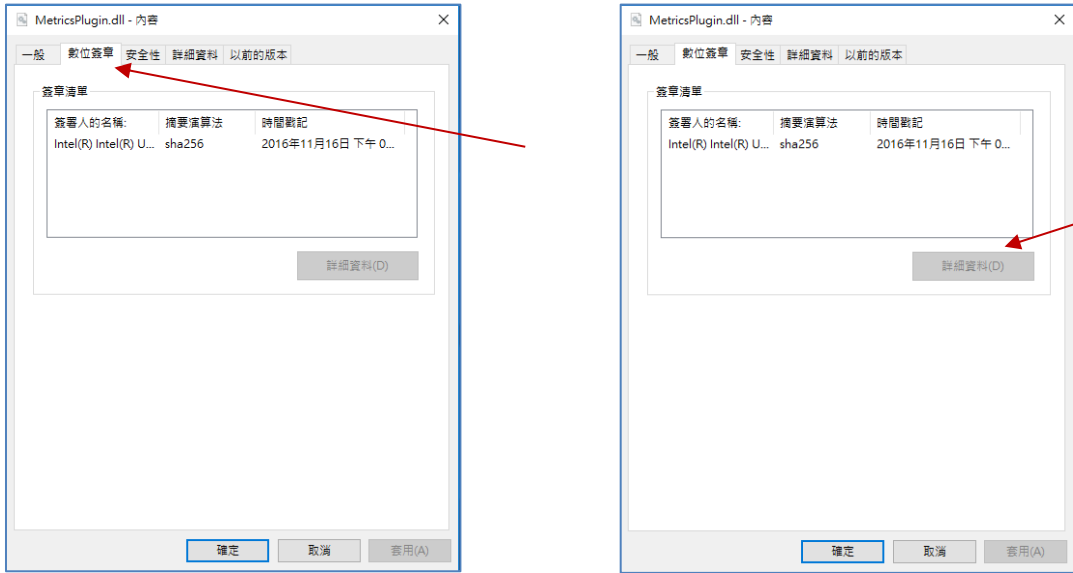 MetricsPlugin.dll - 內容
一般 數位簽章 安全性 詳細資料 以前的版本
簽章清單
簽署人的名稱: 摘要演算法 時間戳記
Intel(R) Intel(R) U... sha256 2016年11月16日 下午 0...
詳細資料(D)
確定 取消 套用(A)
MetricsPlugin.dll - 內容
一般 數位簽章 安全性 詳細資料 以前的版本
簽章清單
簽署人的名稱: 摘要演算法 時間戳記
Intel(R) Intel(R) U... sha256 2016年11月16日 下午 0...
詳細資料(D)
確定 取消 套用(A)